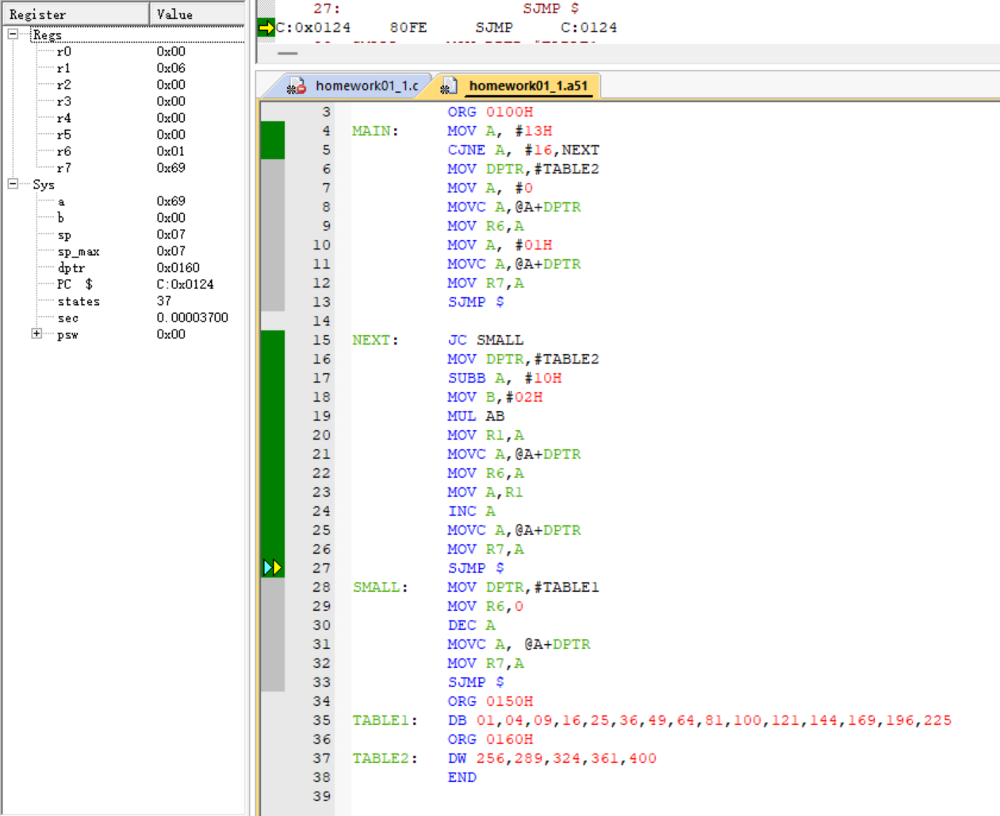 Register Value
Regs
r0 0x00
r1 0x06
r2 0x00
r3 0x00
r4 0x00
r5 0x00
r6 0x01
r7 0x69
Sys
a 0x69
b 0x00
sp 0x07
sp_max 0x07
dptr 0x0160
PC $ C:0x0124
states 37
sec 0.00003700
psw 0x00
27: SJMP $
C:0x0124 80FE SJMP C:0124
homework01_1.c homework01_1.a51
3 ORG 0100H
4 MAIN: MOV A, #13H
5 CJNE A, #16,NEXT
6 MOV DPTR,#TABLE2
7 MOV A, #0
8 MOVC A,@A+DPTR
9 MOV R6,A
10 MOV A, #01H
11 MOVC A,@A+DPTR
12 MOV R7,A
13 SJMP $
14
15 NEXT: JC SMALL
16 MOV DPTR,#TABLE2
17 SUBB A, #10H
18 MOV B,#02H
19 MUL AB
20 MOV R1,A
21 MOVC A,@A+DPTR
22 MOV R6,A
23 MOV A,R1
24 INC A
25 MOVC A,@A+DPTR
26 MOV R7,A
27 SJMP $
28 SMALL: MOV DPTR,#TABLE1
29 MOV R6,0
30 DEC A
31 MOVC A, @A+DPTR
32 MOV R7,A
33 SJMP $
34 ORG 0150H
35 TABLE1: DB 01,04,09,16,25,36,49,64,81,100,121,144,169,196,225
36 ORG 0160H
37 TABLE2: DW 256,289,324,361,400
38 END
39